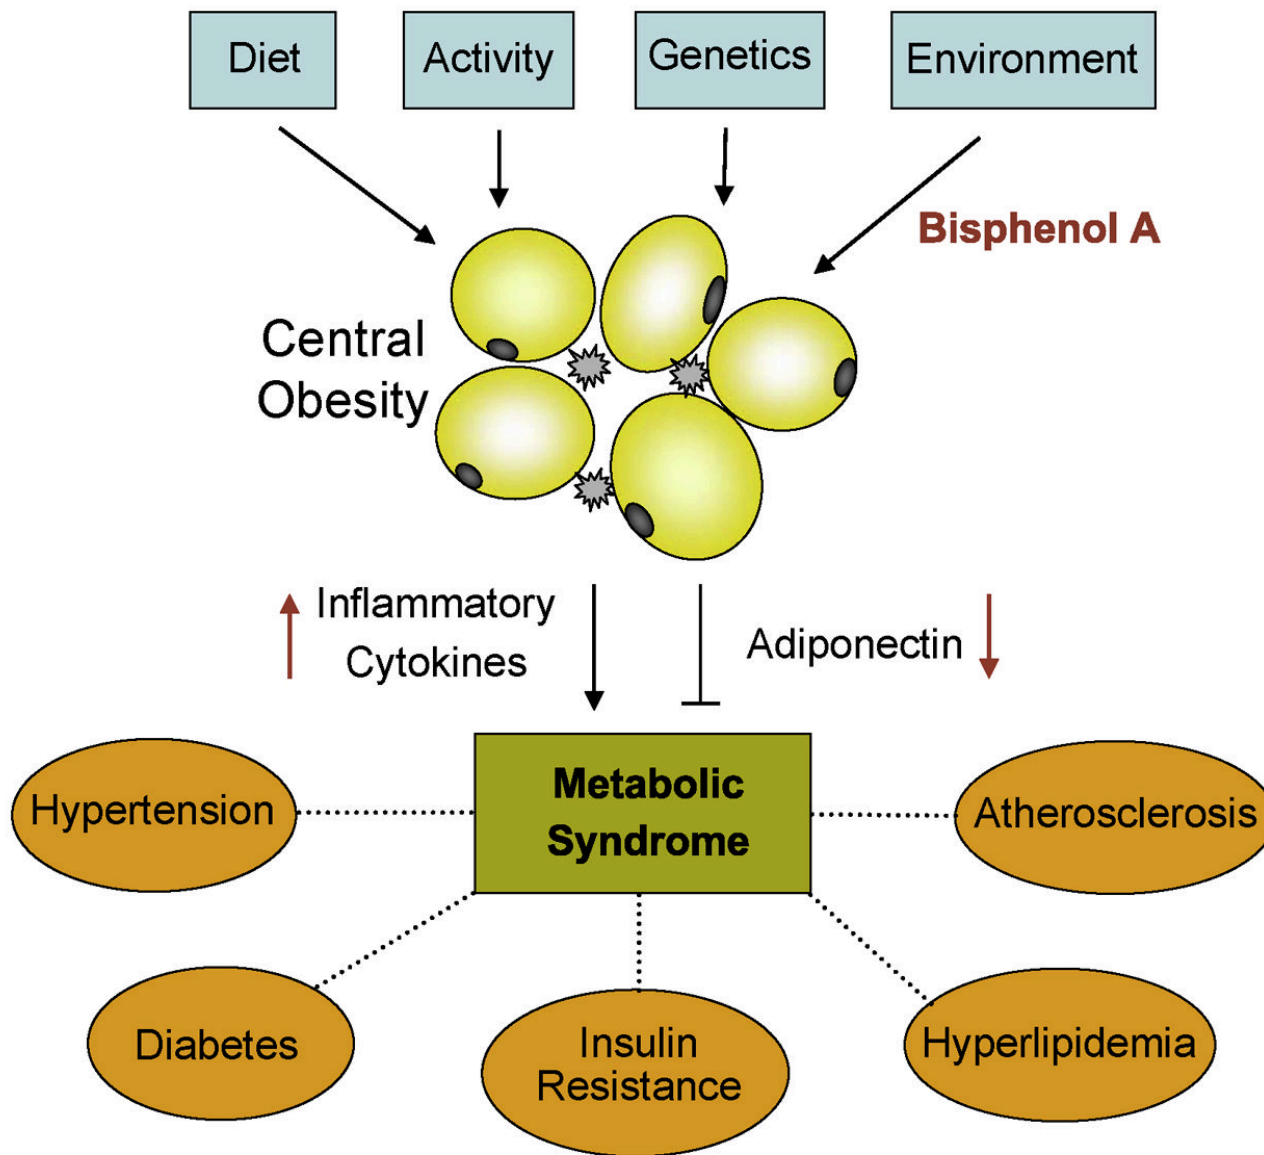 Diet
Activity
Genetics
Environment
Bisphenol A
Central
Obesity
Inflammatory
Cytokines
Adiponectin
Metabolic
Syndrome
Hypertension
Atherosclerosis
Diabetes
Insulin
Resistance
Hyperlipidemia